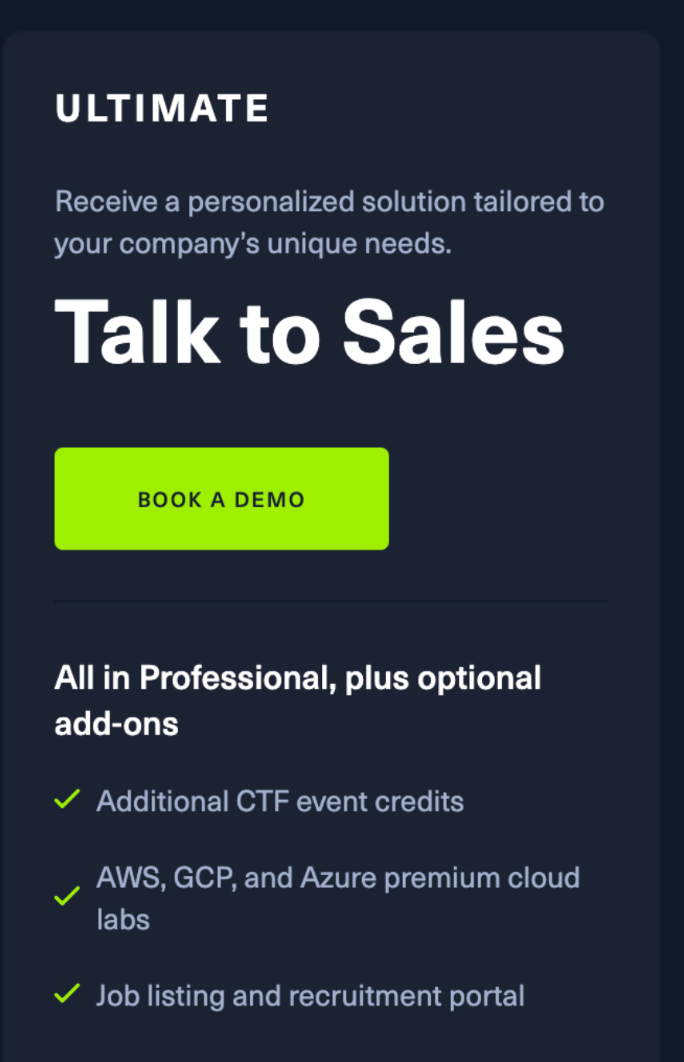 ULTIMATE
Receive a personalized solution tailored to
your company’s unique needs.
Talk to Sales
BOOK A DEMO
All in Professional, plus optional
add-ons
Additional CTF event credits
AWS, GCP, and Azure premium cloud
labs
Job listing and recruitment portal